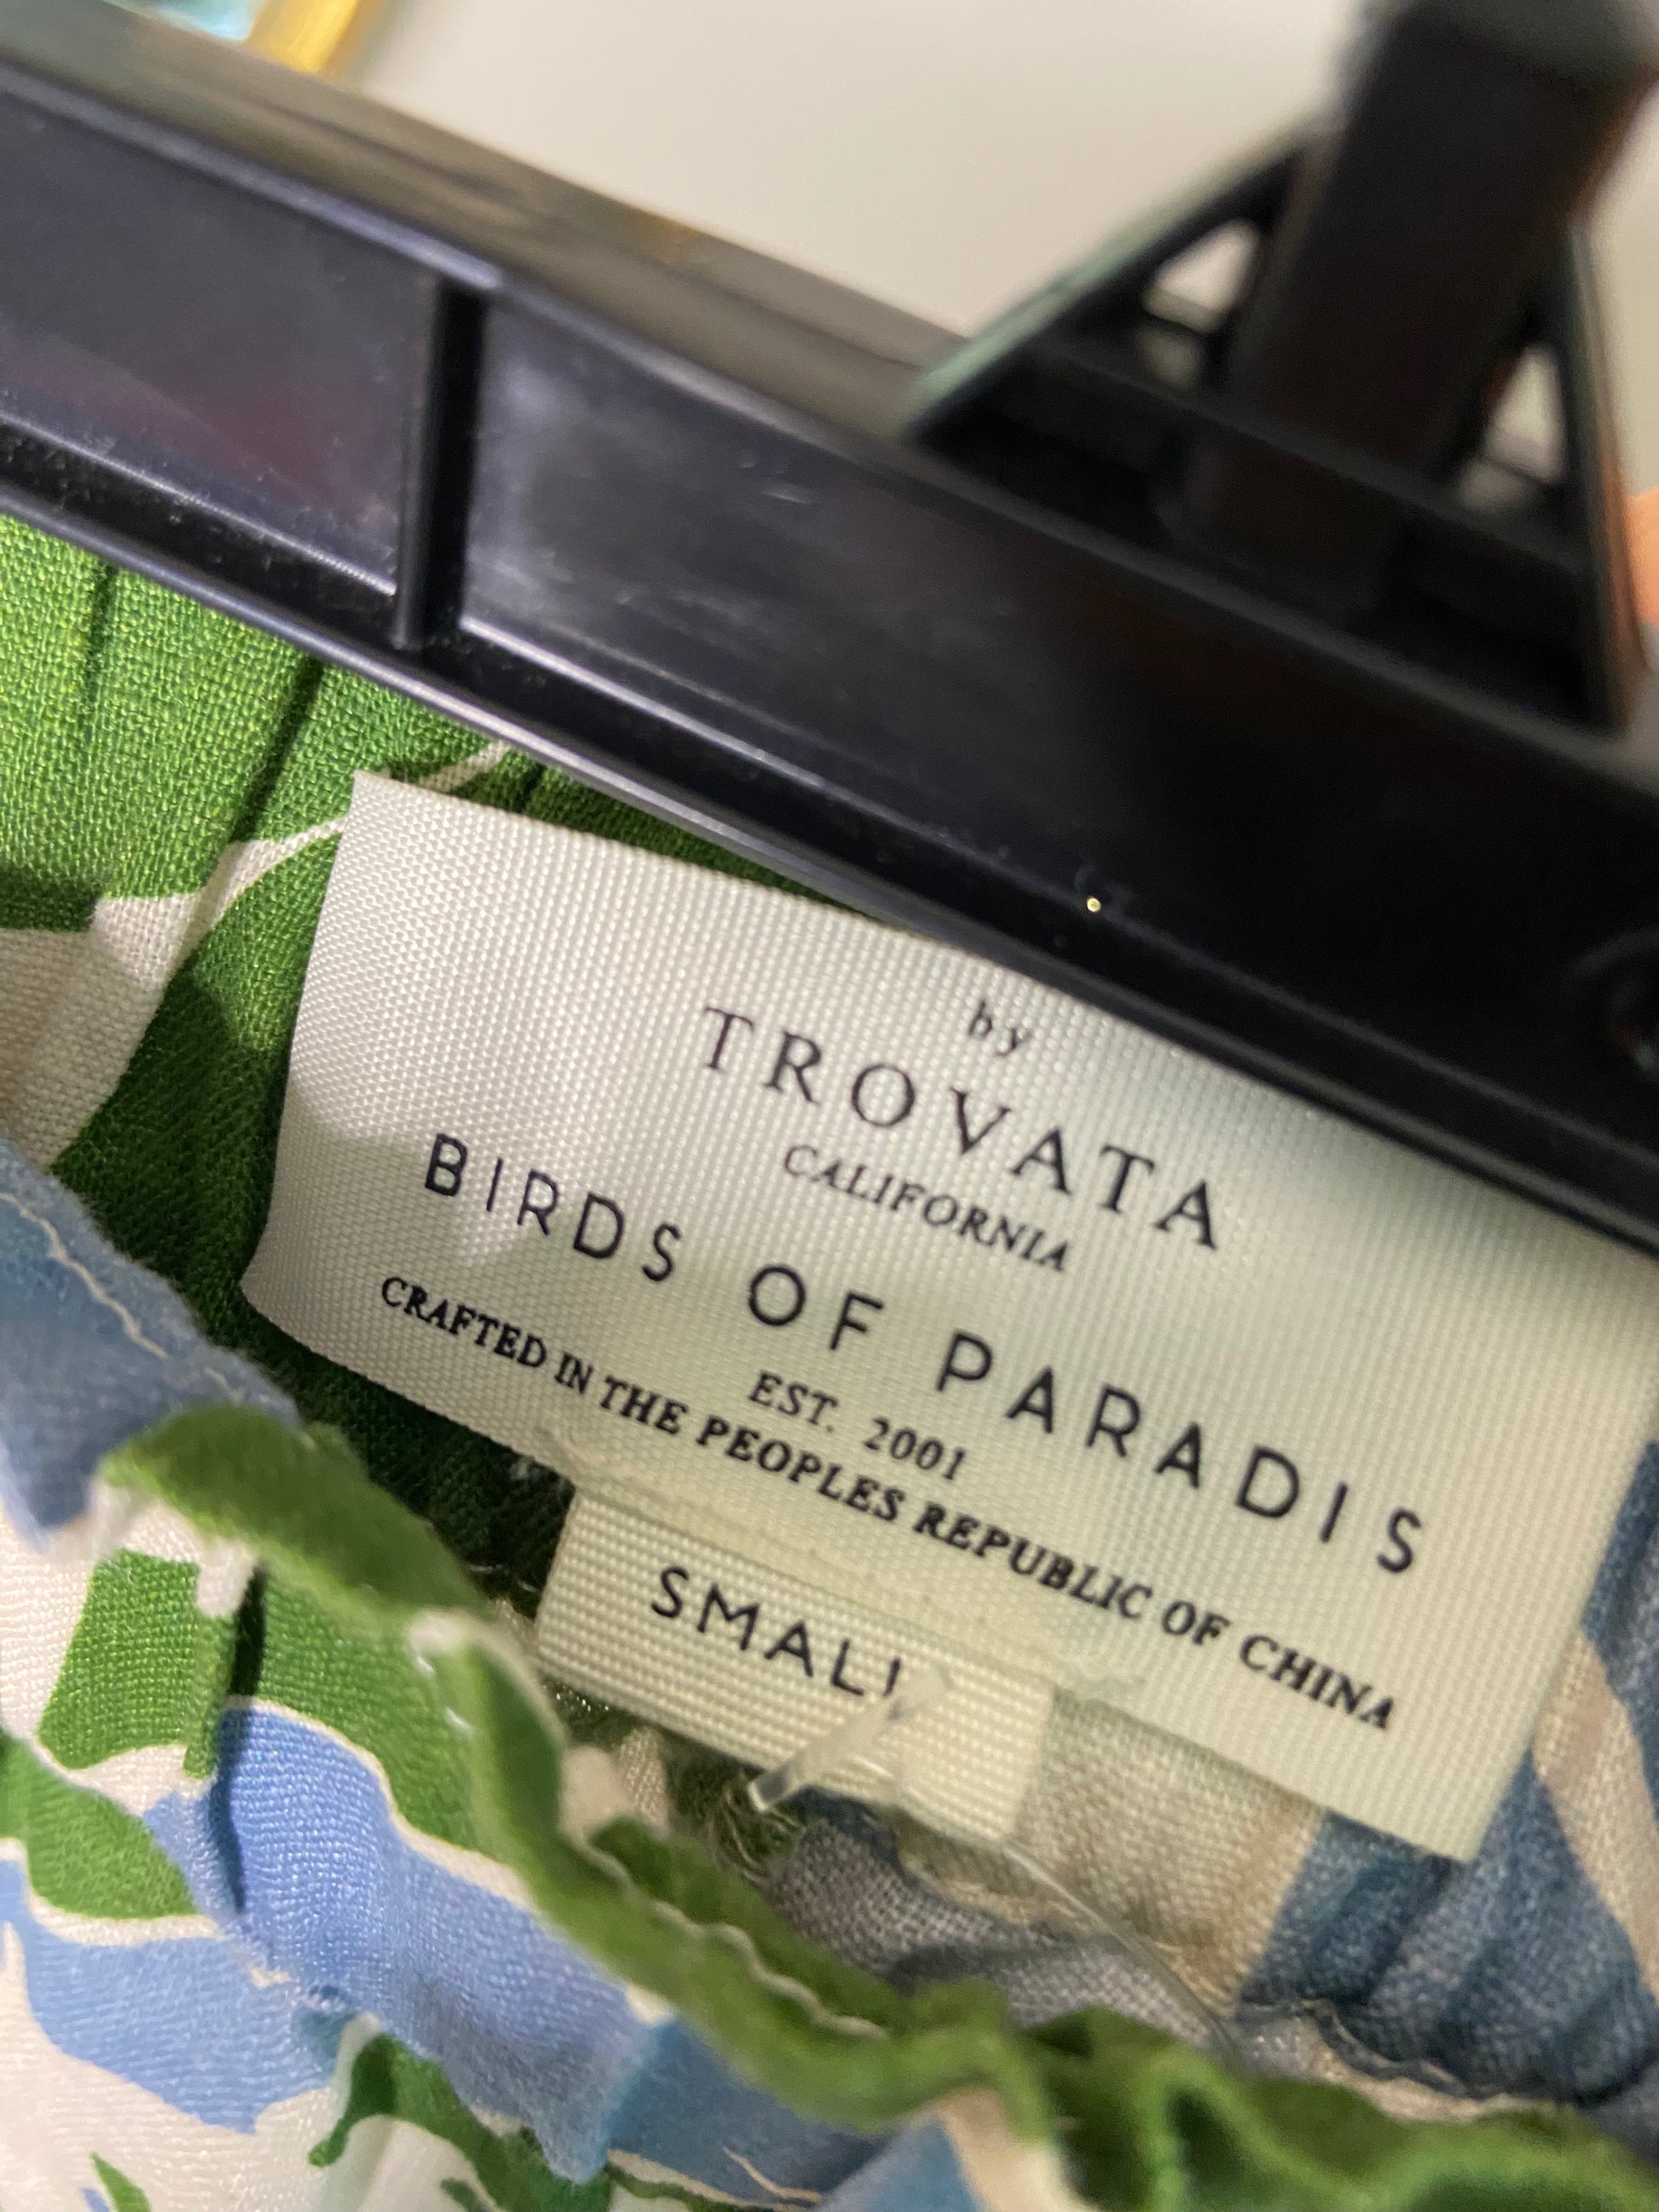 by
TROVATA
CALIFORNIA
BIRDS OF PARADIS
EST. 2001
CRAFTED IN THE PEOPLES REPUBLIC OF CHINA
SMALL